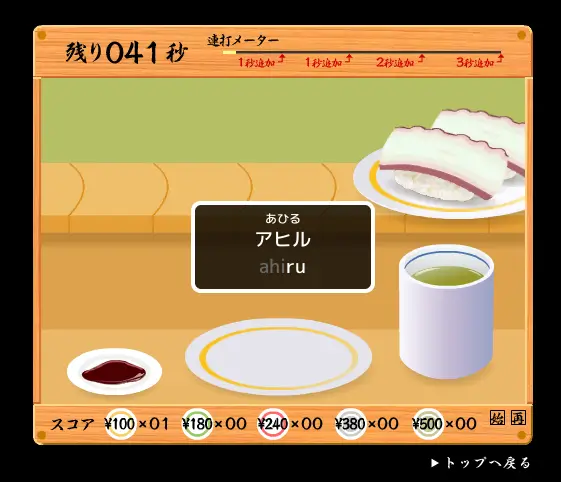 残り041秒
連打メーター
1秒追加 1秒追加 2秒追加 3秒追加
あひる
アヒル
ahiru
スコア ¥100×01 ¥180×00 ¥240×00 ¥380×00 ¥500×00 始 再
▶トップへ戻る